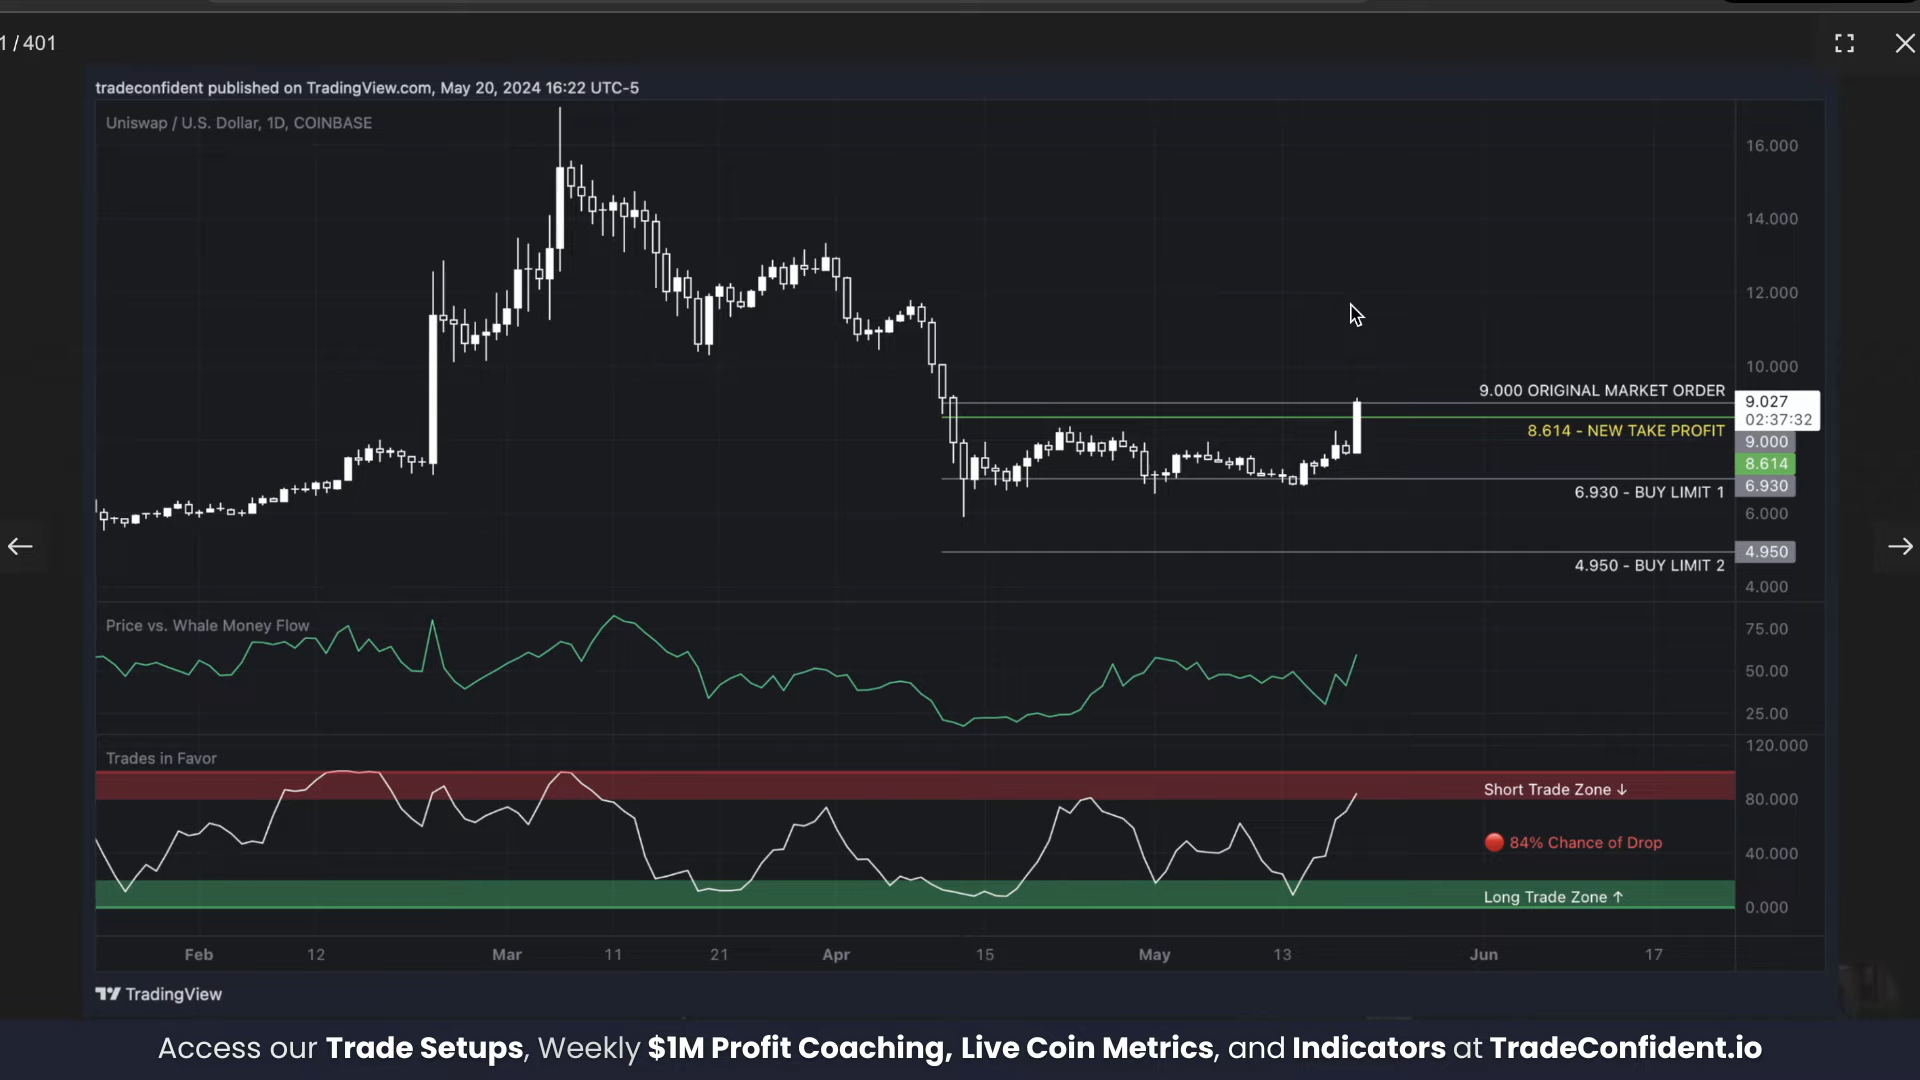 1 / 401
tradeconfident published on TradingView.com, May 20, 2024 16:22 UTC-5
Uniswap / U.S. Dollar, 1D, COINBASE
16.000
14.000
12.000
10.000
9.000 ORIGINAL MARKET ORDER
9.027
02:37:32
8.614 - NEW TAKE PROFIT
9.000
8.614
6.930
6.930 - BUY LIMIT 1
6.000
4.950
4.950 - BUY LIMIT 2
4.000
Price vs. Whale Money Flow
75.00
50.00
25.00
Trades in Favor
120.000
Short Trade Zone ↓
80.000
🔴 84% Chance of Drop
40.000
Long Trade Zone ↑
0.000
Feb 12 Mar 11 21 Apr 15 May 13 Jun 17
TradingView
Access our Trade Setups, Weekly $1M Profit Coaching, Live Coin Metrics, and Indicators at TradeConfident.io